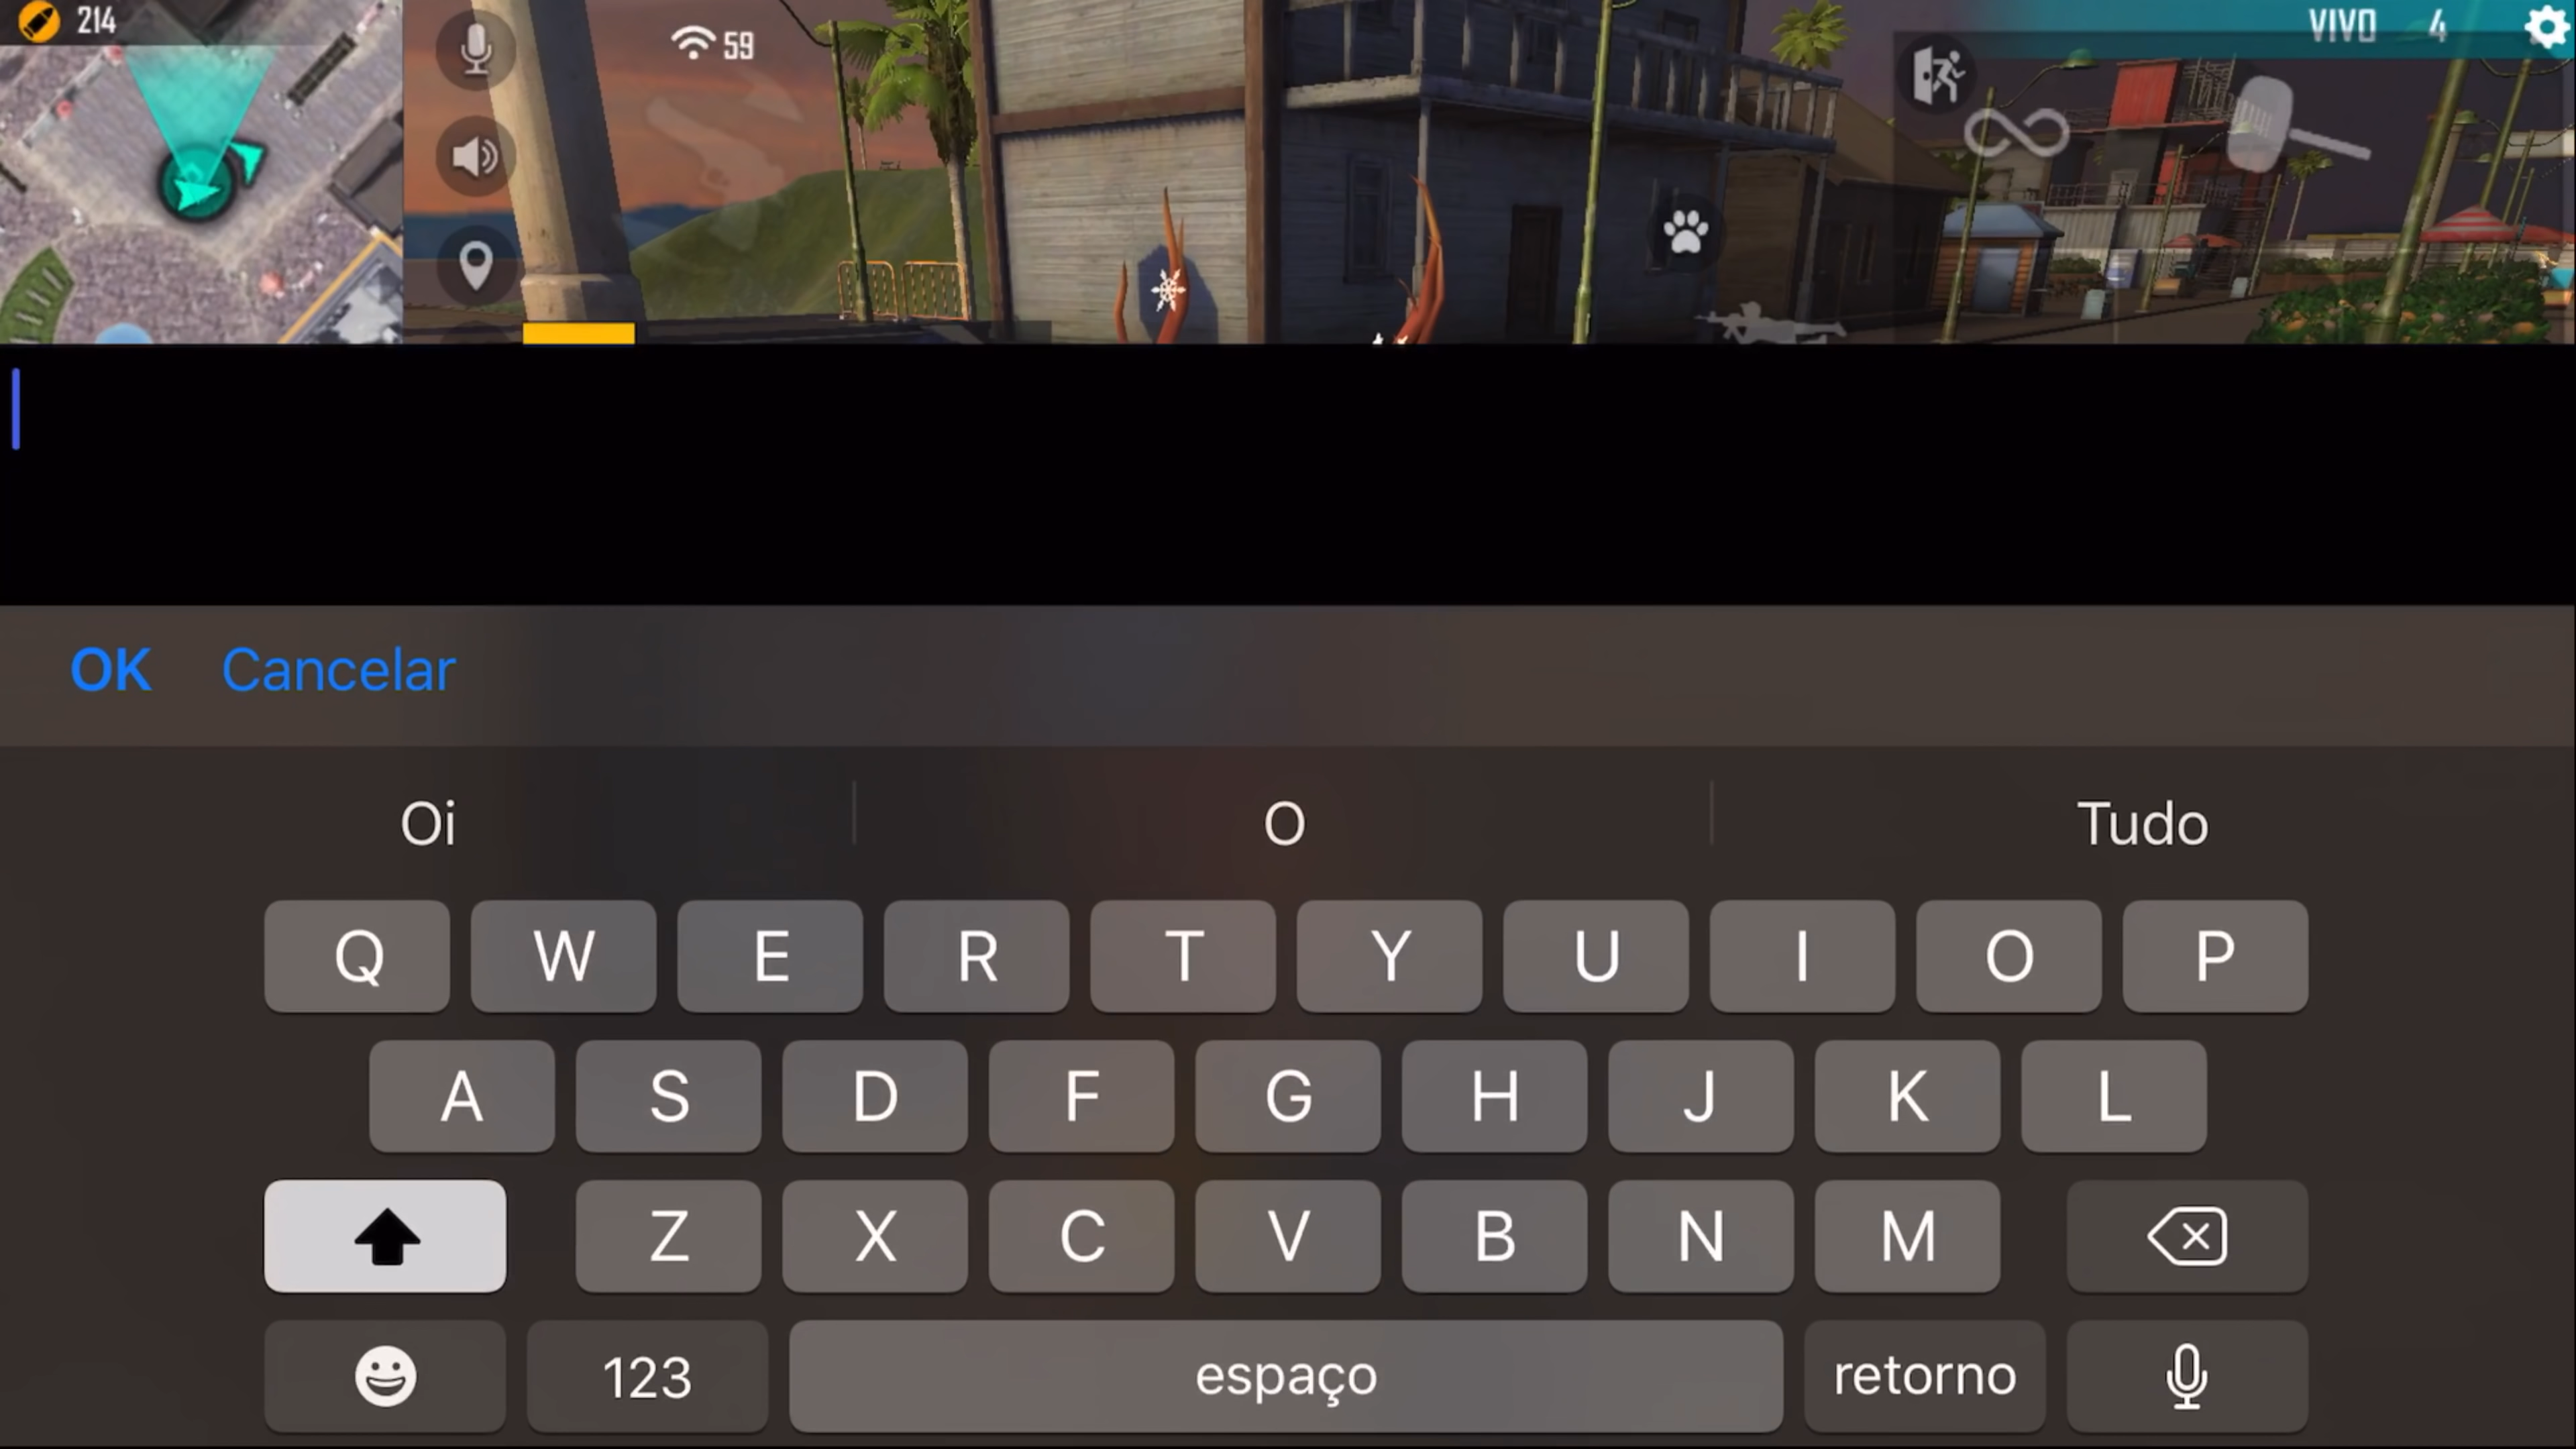 214
59
VIVO 4
OK Cancelar
Oi O Tudo
Q W E R T Y U I O P
A S D F G H J K L
Z X C V B N M
123 espaço retorno